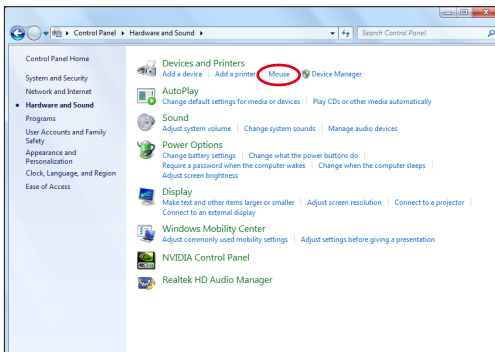 Control Panel ▸ Hardware and Sound ▸
Search Control Panel
Control Panel Home
System and Security
Network and Internet
Hardware and Sound
Programs
User Accounts and Family
Safety
Appearance and
Personalization
Clock, Language, and Region
Ease of Access
Devices and Printers
Add a device | Add a printer | Mouse | Device Manager
AutoPlay
Change default settings for media or devices | Play CDs or other media automatically
Sound
Adjust system volume | Change system sounds | Manage audio devices
Power Options
Change battery settings | Change what the power buttons do |
Require a password when the computer wakes | Change when the computer sleeps |
Adjust screen brightness
Display
Make text and other items larger or smaller | Adjust screen resolution | Connect to a projector |
Connect to an external display
Windows Mobility Center
Adjust commonly used mobility settings | Adjust settings before giving a presentation
NVIDIA Control Panel
Realtek HD Audio Manager